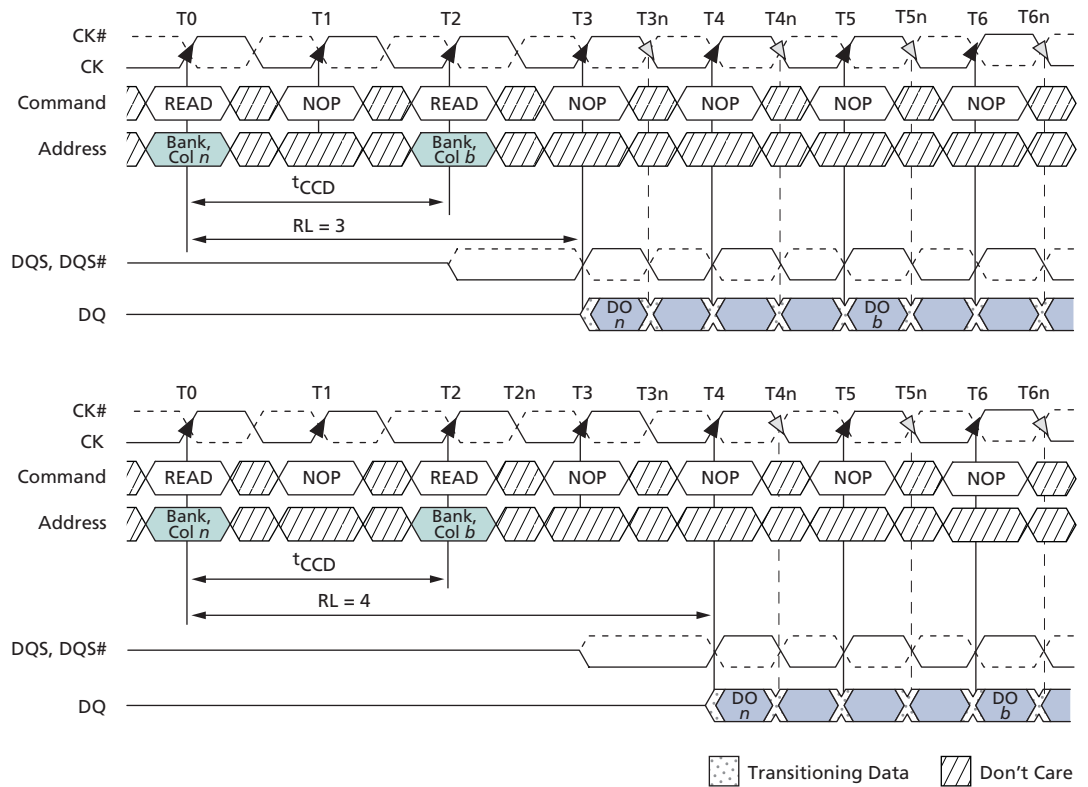 T0 T1 T2 T3 T3n T4 T4n T5 T5n T6 T6n
CK#
CK
Command READ NOP READ NOP NOP NOP NOP
Address Bank, Col n Bank, Col b
tCCD
RL = 3
DQS, DQS#
DQ DO n DO b
T0 T1 T2 T2n T3 T3n T4 T4n T5 T5n T6 T6n
CK#
CK
Command READ NOP READ NOP NOP NOP NOP
Address Bank, Col n Bank, Col b
tCCD
RL = 4
DQS, DQS#
DQ DO n DO b
Transitioning Data Don't Care